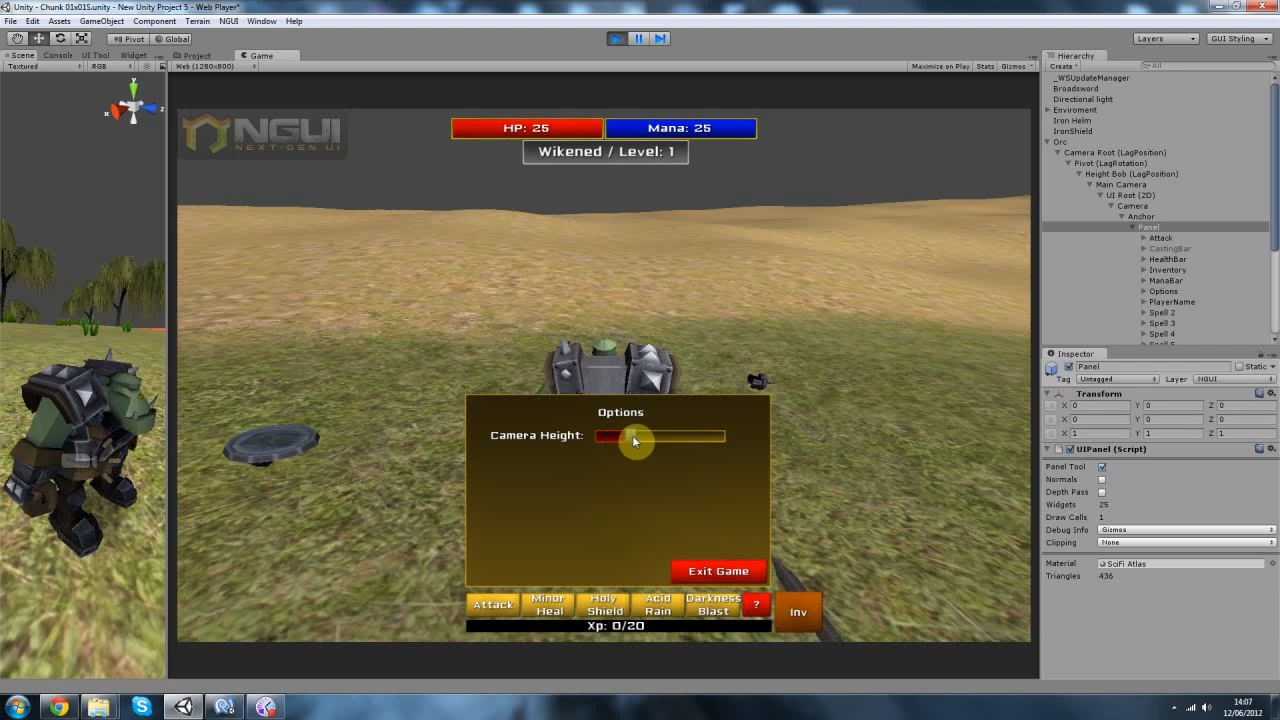 Unity - Chunk 01x01S.unity - New Unity Project 5 - Web Player*
File Edit Assets GameObject Component Terrain NGUI Window Help
Pivot Global Layers GUI Styling
Scene Console UI Tool Widget Project Game
Textured RGB Web (1280x800) Maximize on Play Stats Gizmos
Hierarchy
Create All
_WSUpdateManager
Broadsword
Directional light
Enviroment
Iron Helm
IronShield
Orc
Camera Root (LagPosition)
Pivot (LagRotation)
Height Bob (LagPosition)
Main Camera
UI Root (2D)
Camera
Anchor
Panel
Attack
CastingBar
HealthBar
Inventory
ManaBar
Options
PlayerName
Spell 2
Spell 3
Spell 4
y
x z
NGUI
NEXT-GEN UI
HP: 25 Mana: 25
Wikened / Level: 1
Options
Camera Height:
Exit Game
Attack Minor Heal Holy Shield Acid Rain Darkness Blast ? Inv
Xp: 0/20
Inspector
Panel Static
Tag Untagged Layer NGUI
Transform
X 0 Y 0 Z 0
X 0 Y 0 Z 0
X 1 Y 1 Z 1
UIPanel (Script)
Panel Tool
Normals
Depth Pass
Widgets 25
Draw Calls 1
Debug Info Gizmos
Clipping None
Material SciFi Atlas
Triangles 436
14:07
12/06/2012